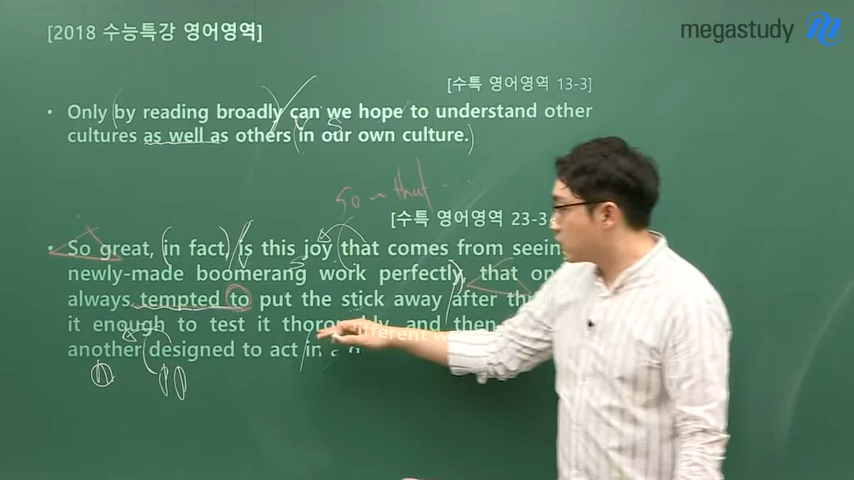 [2018 수능특강 영어영역]
megastudy
[수특 영어영역 13-3]
• Only by reading broadly can we hope to understand other
cultures as well as others in our own culture.
so ~ that
[수특 영어영역 23-3
• So great, in fact, is this joy that comes from seein
newly-made boomerang work perfectly, that on
always tempted to put the stick away after th
it enough to test it and then
another designed to act in a d